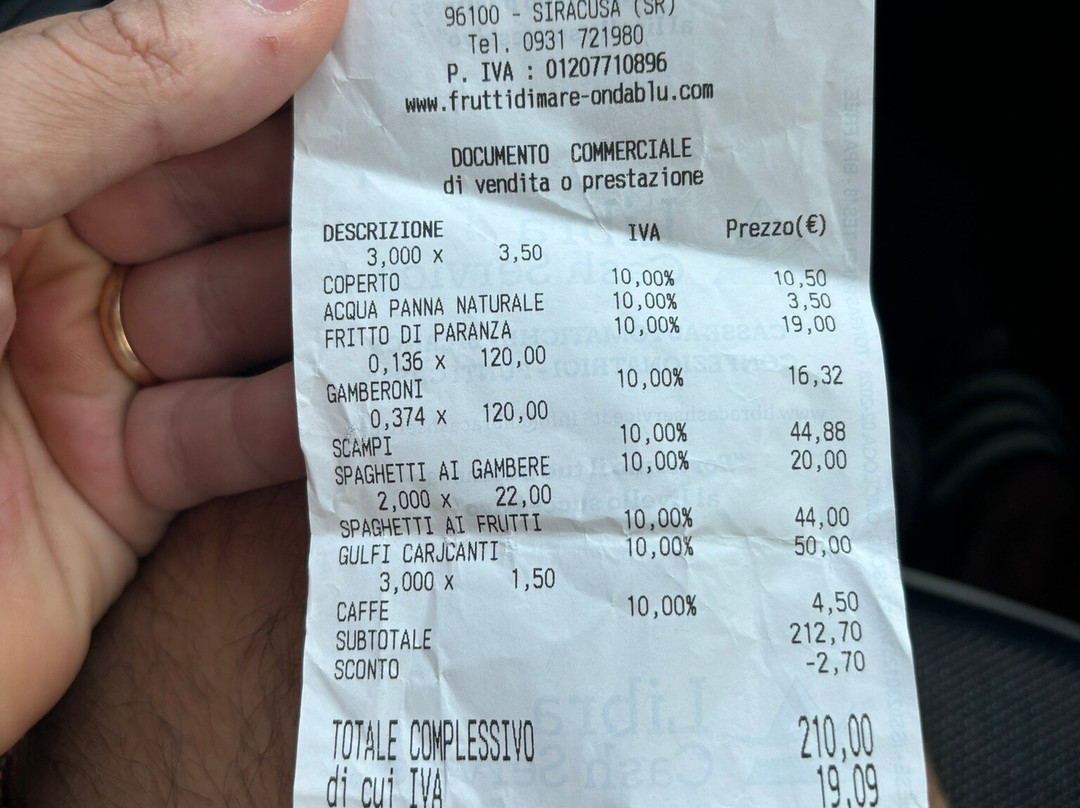 96100 - SIRACUSA (SR)
Tel. 0931 721980
P. IVA : 01207710896
www.fruttidimare-ondablu.com
DOCUMENTO COMMERCIALE
di vendita o prestazione
DESCRIZIONE IVA Prezzo(€)
3,000 x 3,50
COPERTO 10,00% 10,50
ACQUA PANNA NATURALE 10,00% 3,50
FRITTO DI PARANZA 10,00% 19,00
0,136 x 120,00
GAMBERONI 10,00% 16,32
0,374 x 120,00
SCAMPI 10,00% 44,88
SPAGHETTI AI GAMBERE 10,00% 20,00
2,000 x 22,00
SPAGHETTI AI FRUTTI 10,00% 44,00
GULFI CARJCANTI 10,00% 50,00
3,000 x 1,50
CAFFE 10,00% 4,50
SUBTOTALE 212,70
SCONTO -2,70
TOTALE COMPLESSIVO 210,00
di cui IVA 19,09